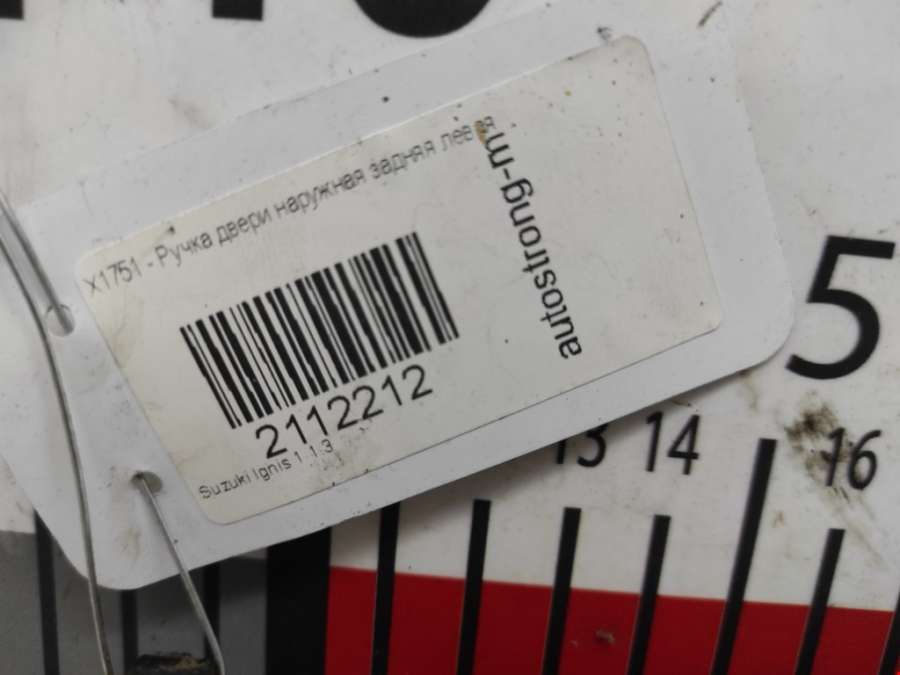 X1751 - Ручка двери наружная задняя левая
autostrong-m
2112212
Suzuki Ignis 1 1.3
5
13 14 16